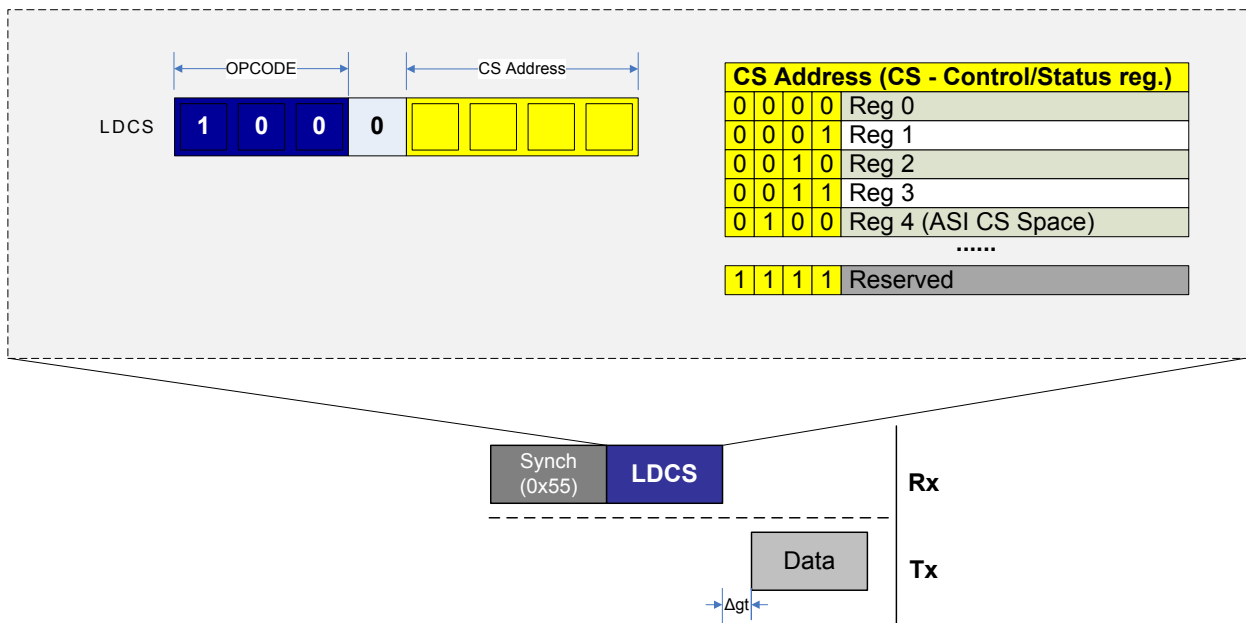 OPCODE CS Address
LDCS 1 0 0 0
CS Address (CS - Control/Status reg.)
0 0 0 0 Reg 0
0 0 0 1 Reg 1
0 0 1 0 Reg 2
0 0 1 1 Reg 3
0 1 0 0 Reg 4 (ASI CS Space)
......
1 1 1 1 Reserved
Synch
(0x55)
LDCS
Rx
Data
Tx
Δgt